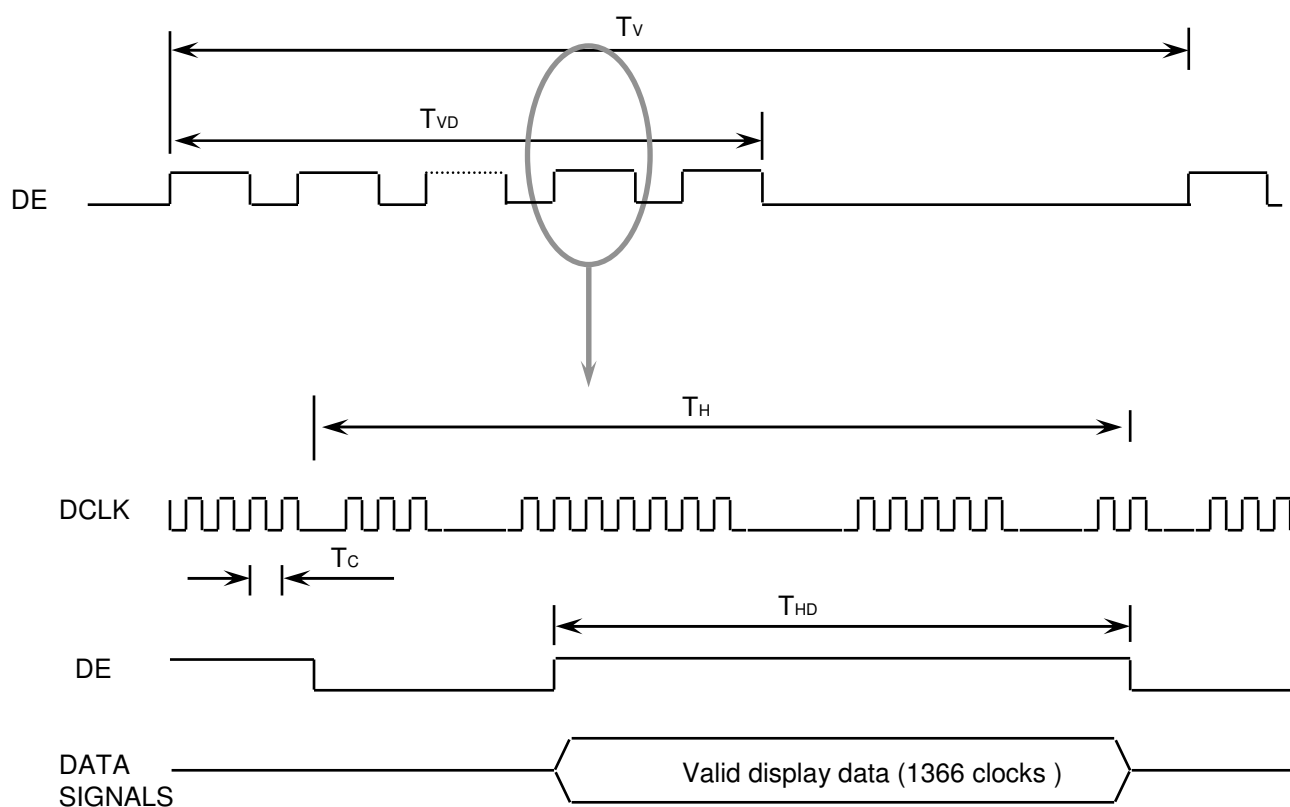 TV
TVD
DE
TH
DCLK
TC
THD
DE
DATA
SIGNALS
Valid display data (1366 clocks )